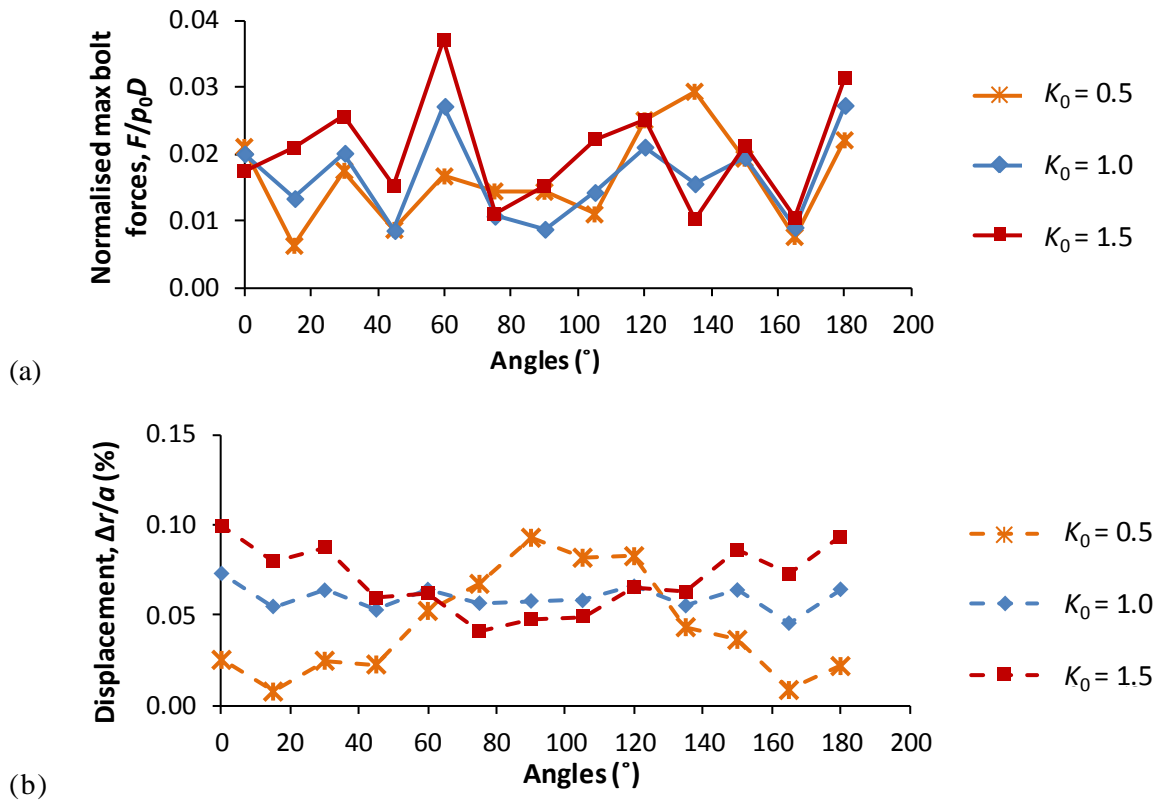 0.04
0.03
0.02
0.01
0.00
Normalised max bolt
forces, F/p₀D
0 20 40 60 80 100 120 140 160 180 200
Angles (˚)
K₀ = 0.5
K₀ = 1.0
K₀ = 1.5
(a)
0.15
0.10
0.05
0.00
Displacement, Δr/a (%)
0 20 40 60 80 100 120 140 160 180 200
Angles (˚)
K₀ = 0.5
K₀ = 1.0
K₀ = 1.5
(b)